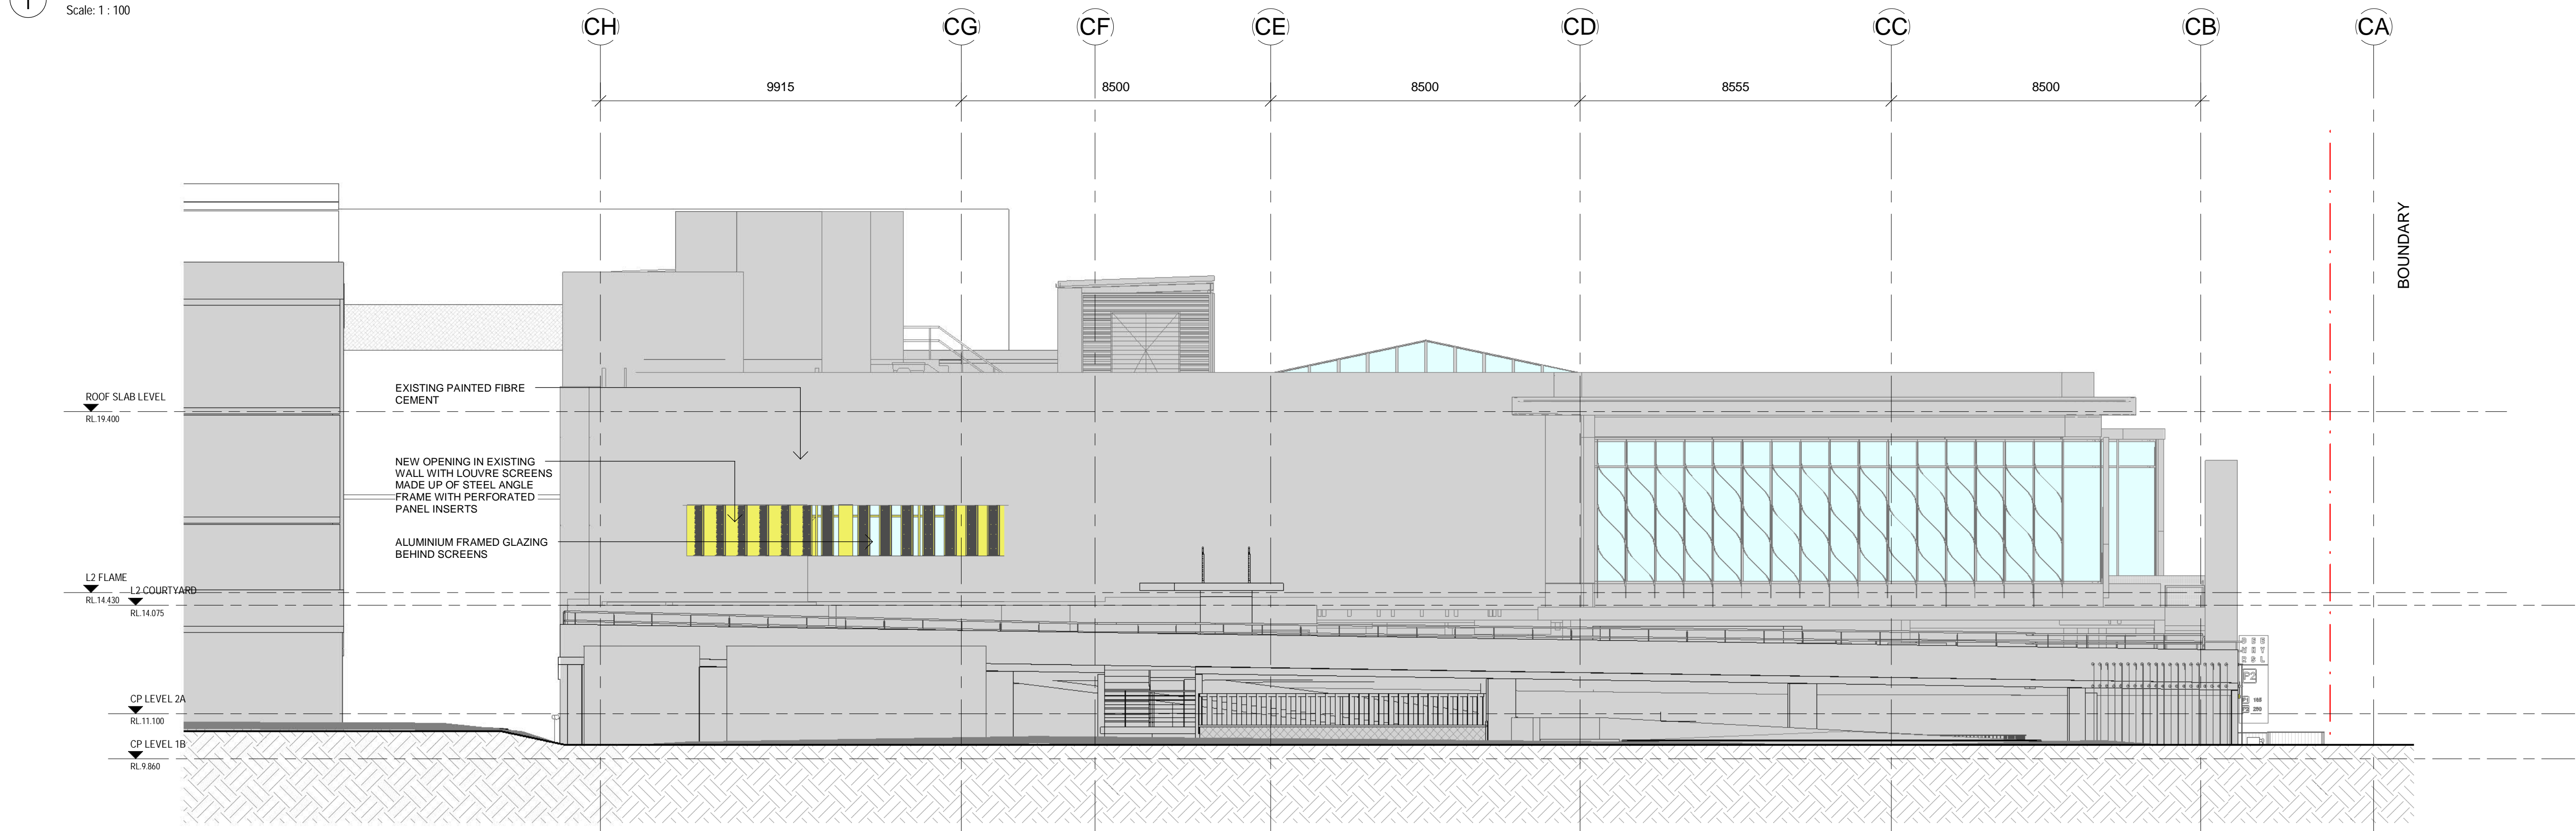 1
Scale: 1 : 100
CH
CG
CF
CE
CD
CC
CB
CA
9915
8500
8500
8555
8500
BOUNDARY
EXISTING PAINTED FIBRE
CEMENT
ROOF SLAB LEVEL
RL.19.400
NEW OPENING IN EXISTING
WALL WITH LOUVRE SCREENS
MADE UP OF STEEL ANGLE
FRAME WITH PERFORATED
PANEL INSERTS
ALUMINIUM FRAMED GLAZING
BEHIND SCREENS
L2 FLAME
RL.14.430
L2 COURTYARD
RL.14.075
P2
CP LEVEL 2A
RL.11.100
CP LEVEL 1B
RL.9.860